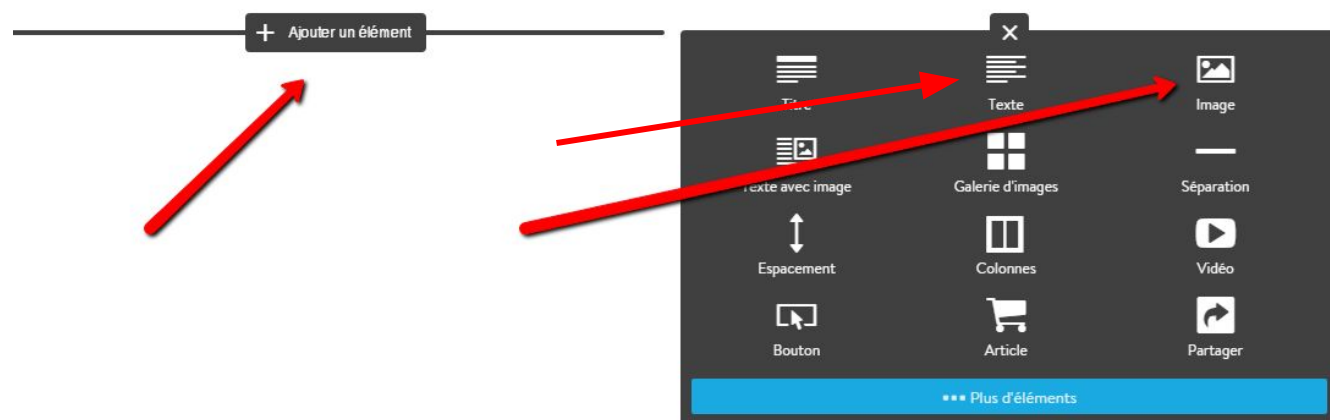 Ajouter un élément
Titre
Texte
Image
Texte avec image
Galerie d'images
Séparation
Espacement
Colonnes
Vidéo
Bouton
Article
Partager
Plus d'éléments